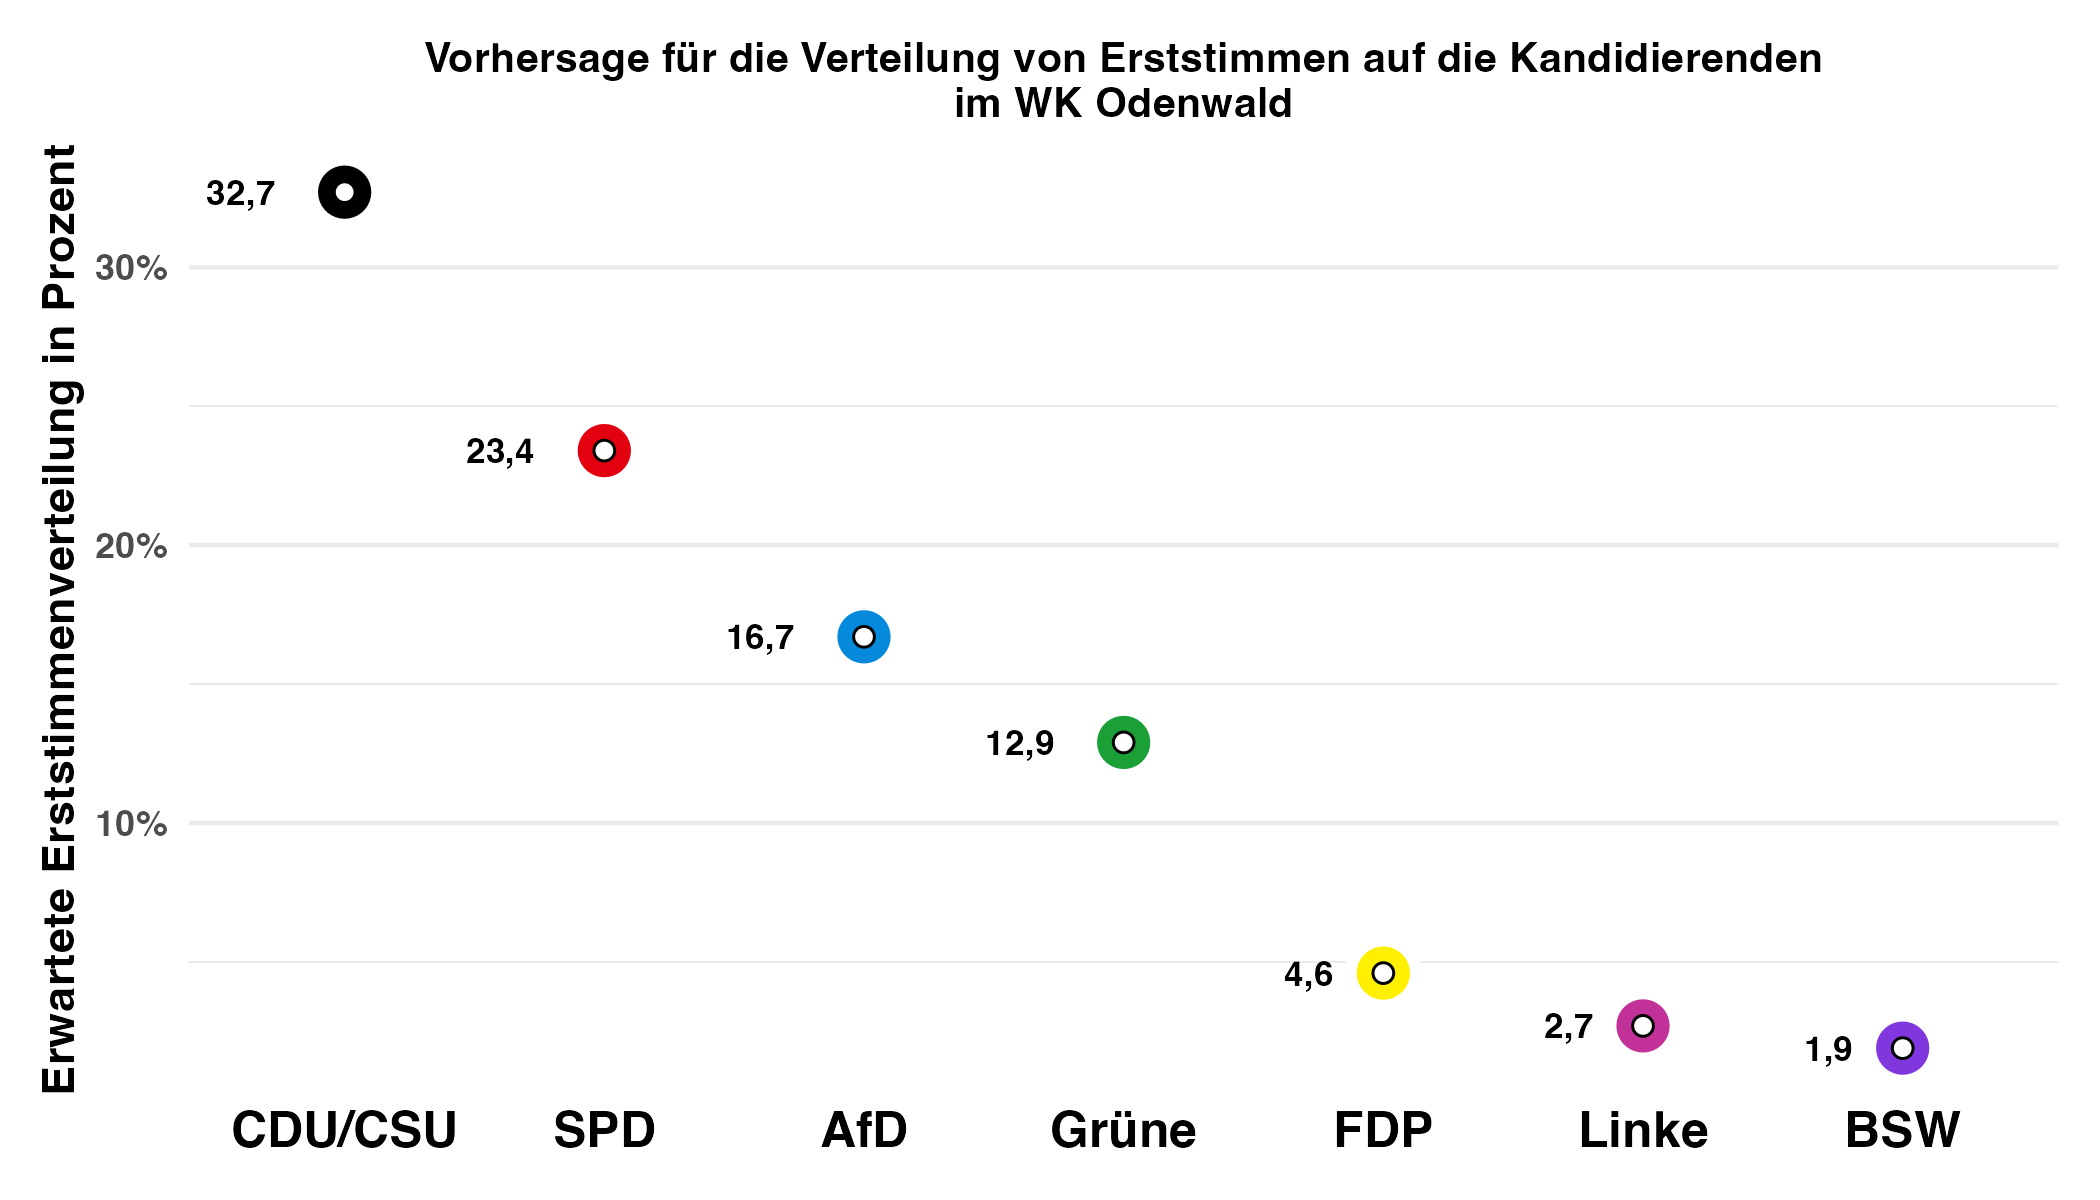 Vorhersage für die Verteilung von Erststimmen auf die Kandidierenden
im WK Odenwald
Erwartete Erststimmenverteilung in Prozent
32,7
30%
23,4
20%
16,7
12,9
10%
4,6
2,7
1,9
CDU/CSU SPD AfD Grüne FDP Linke BSW